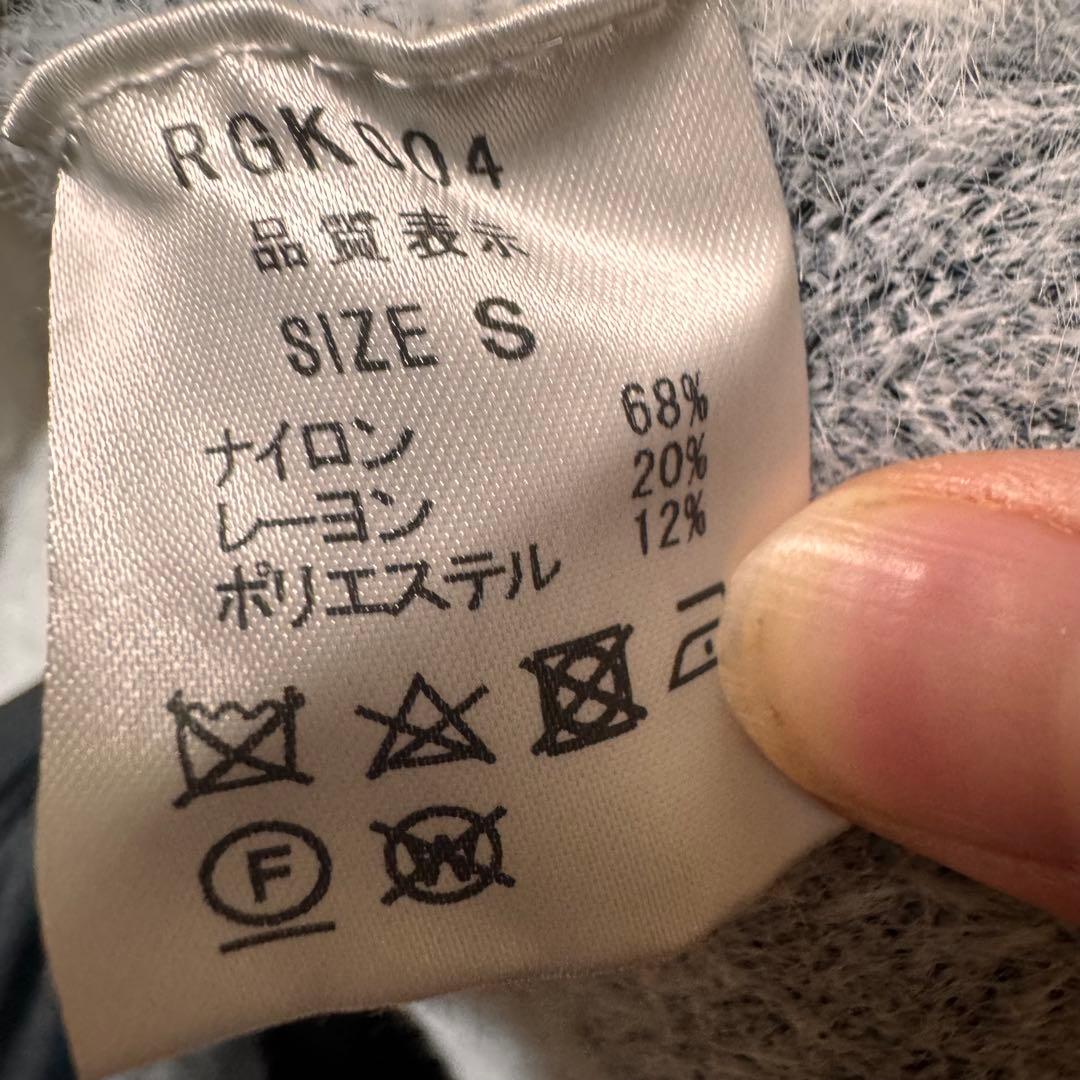 RGK004
品質表示
SIZE S
ナイロン 68%
レーヨン 20%
ポリエステル 12%
F
W